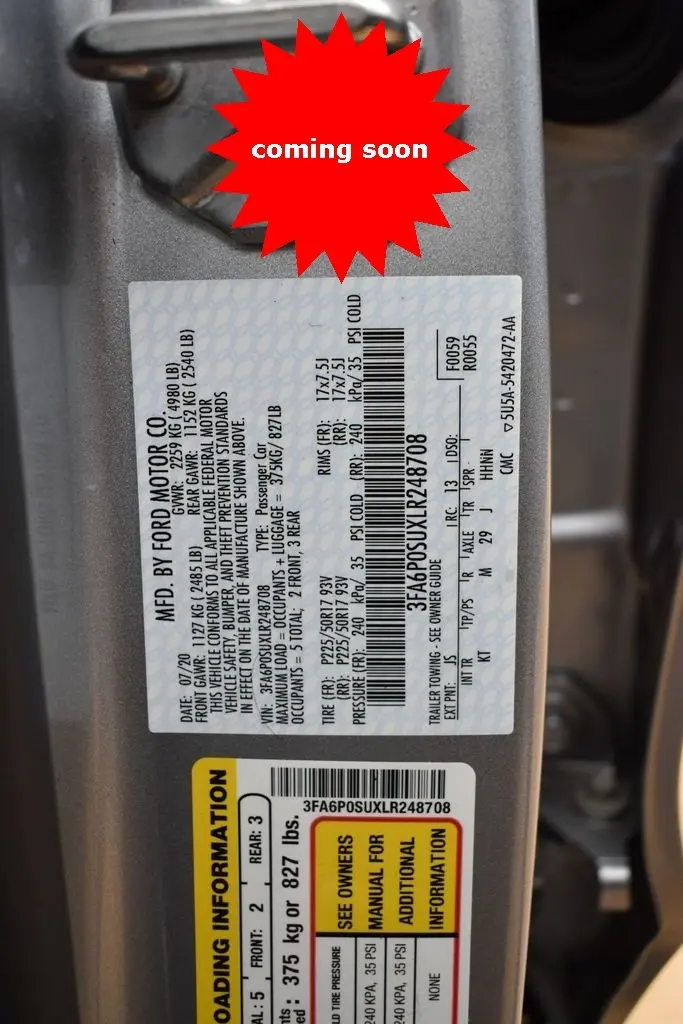 coming soon
MFD. BY FORD MOTOR CO.
DATE: 07/20 GVWR: 2259 KG ( 4980 LB)
FRONT GAWR: 1127 KG ( 2485 LB) REAR GAWR: 1152 KG ( 2540 LB)
THIS VEHICLE CONFORMS TO ALL APPLICABLE FEDERAL MOTOR
VEHICLE SAFETY, BUMPER, AND THEFT PREVENTION STANDARDS
IN EFFECT ON THE DATE OF MANUFACTURE SHOWN ABOVE.
VIN: 3FA6P0SUXLR248708 TYPE: Passenger Car
MAXIMUM LOAD = OCCUPANTS + LUGGAGE = 375KG/ 827LB
OCCUPANTS = 5 TOTAL; 2 FRONT, 3 REAR
TIRE (FR): P225/50R17 93V RIMS (FR): 17x7.5J
(RR): P225/50R17 93V (RR): 17x7.5J
PRESSURE (FR): 240 kPa/ 35 PSI COLD (RR): 240 kPa/ 35 PSI COLD
3FA6P0SUXLR248708
TRAILER TOWING - SEE OWNER GUIDE
F0059
R0055
EXT PNT: JS RC: 13 DSO:
INT TR TP/PS R AXLE TR SPR
KT M 29 J HHNN
CMC ▽5U5A-5420472-AA
3FA6P0SUXLR248708
OADING INFORMATION
AL: 5 FRONT: 2 REAR: 3
375 kg or 827 lbs.
TIRE PRESSURE
240 KPA, 35 PSI
240 KPA, 35 PSI
NONE
SEE OWNERS
MANUAL FOR
ADDITIONAL
INFORMATION